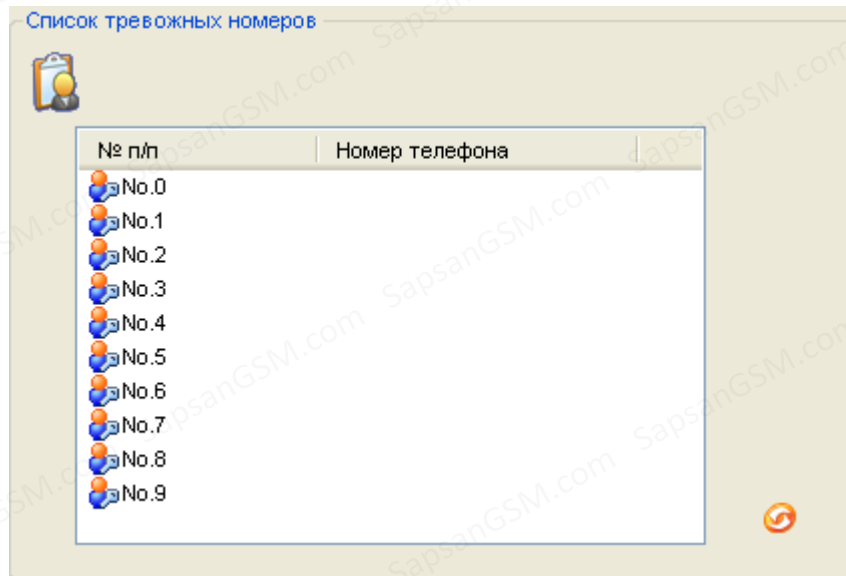 Список тревожных номеров
№ п/п Номер телефона
No.0
No.1
No.2
No.3
No.4
No.5
No.6
No.7
No.8
No.9
SapsanGSM.com